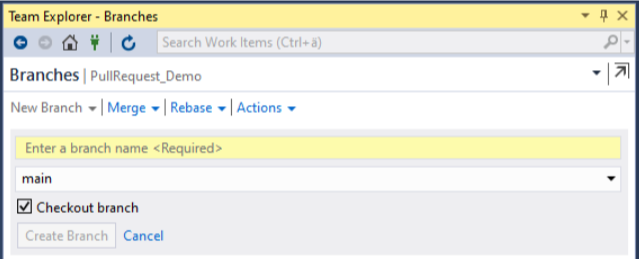 Team Explorer - Branches
Search Work Items (Ctrl+ä)
Branches | PullRequest_Demo
New Branch | Merge | Rebase | Actions
Enter a branch name <Required>
main
Checkout branch
Create Branch Cancel